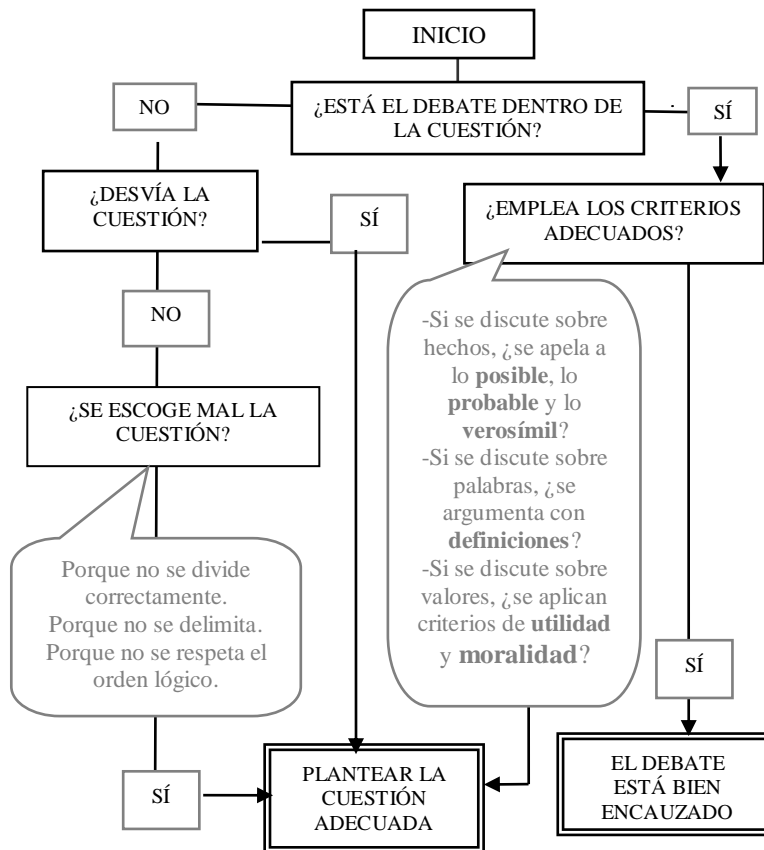 INICIO
NO
¿ESTÁ EL DEBATE DENTRO DE
LA CUESTIÓN?
SÍ
¿DESVÍA LA
CUESTIÓN?
SÍ
¿EMPLEA LOS CRITERIOS
ADECUADOS?
NO
-Si se discute sobre
hechos, ¿se apela a
lo posible, lo
probable y lo
verosímil?
-Si se discute sobre
palabras, ¿se
argumenta con
definiciones?
-Si se discute sobre
valores, ¿se aplican
criterios de utilidad
y moralidad?
¿SE ESCOGE MAL LA
CUESTIÓN?
Porque no se divide
correctamente.
Porque no se delimita.
Porque no se respeta el
orden lógico.
SÍ
SÍ
PLANTEAR LA
CUESTIÓN
ADECUADA
EL DEBATE
ESTÁ BIEN
ENCAUZADO